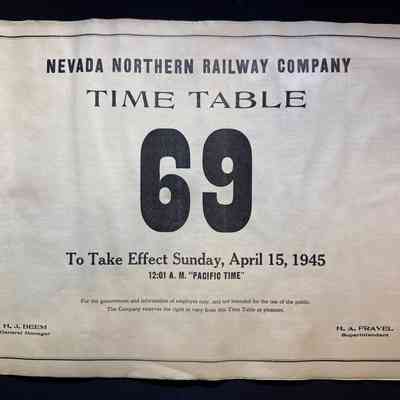 NEVADA NORTHERN RAILWAY COMPANY
TIME TABLE
69
To Take Effect Sunday, April 15, 1945
12:01 A. M. "PACIFIC TIME"
For the government and information of employes only, and not intended for the use of the public.
The Company reserves the right to vary from this Time Table at pleasure.
H. J. BEEM
General Manager
H. A. FRAVEL
Superintendent